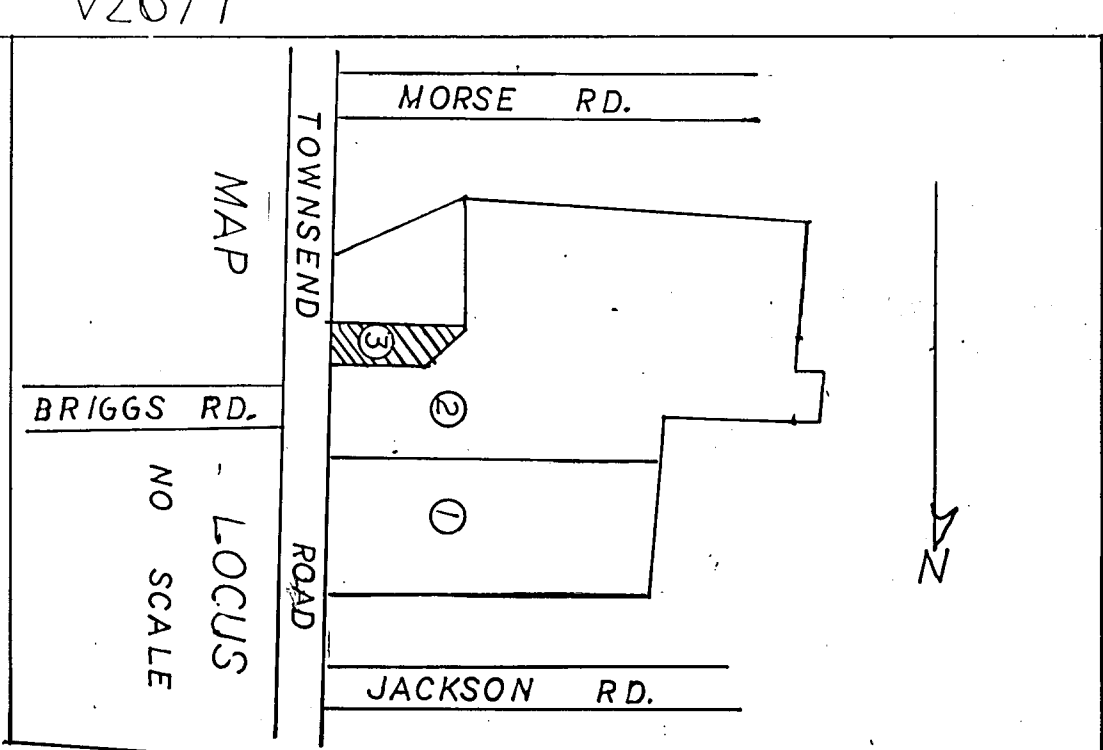 V2677
MORSE RD.
TOWNSEND ROAD
MAP - LOCUS
NO SCALE
BRIGGS RD.
3
2
1
JACKSON RD.
N